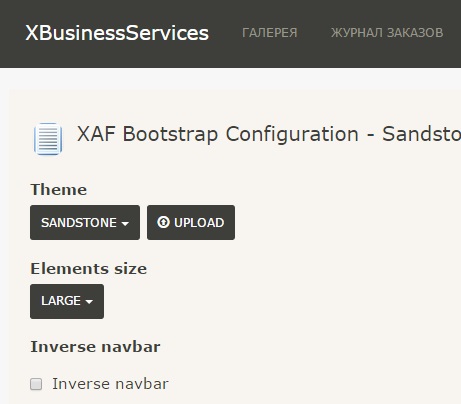 XBusinessServices ГАЛЕРЕЯ ЖУРНАЛ ЗАКАЗОВ
XAF Bootstrap Configuration - Sandsto
Theme
SANDSTONE UPLOAD
Elements size
LARGE
Inverse navbar
Inverse navbar